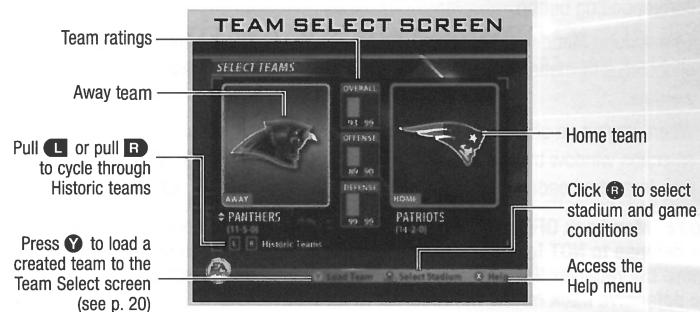 TEAM SELECT SCREEN
Team ratings
Away team
Pull L or pull R
to cycle through
Historic teams
Press Y to load a
created team to the
Team Select screen
(see p. 20)
SELECT TEAMS
OVERALL
93 99
OFFENSE
89 90
DEFENSE
99 99
AWAY
PANTHERS
(11-5-0)
L R Historic Teams
HOME
PATRIOTS
(14-2-0)
Y Load Team R Select Stadium X Help
Home team
Click R to select
stadium and game
conditions
Access the
Help menu